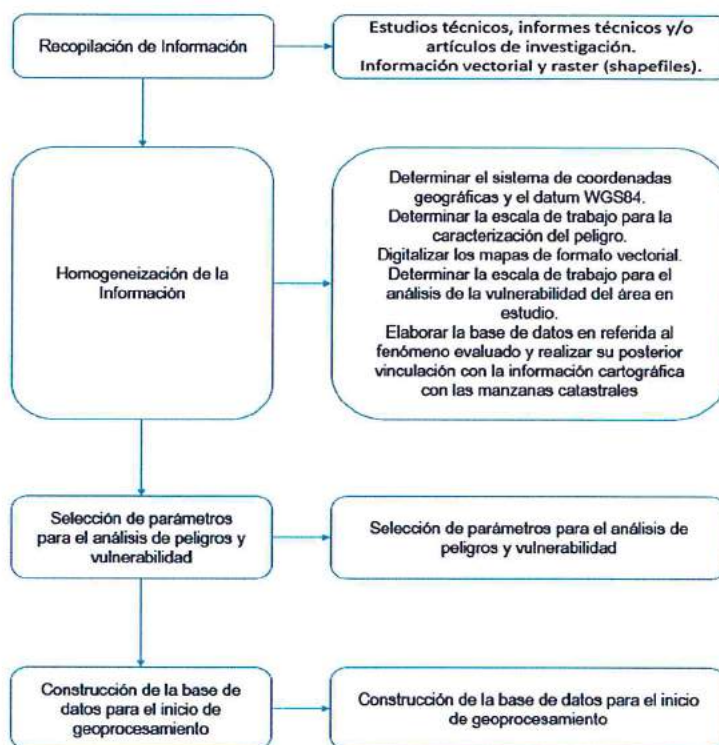 Recopilación de Información
Estudios técnicos, informes técnicos y/o
artículos de investigación.
Información vectorial y raster (shapefiles).
Homogeneización de la
Información
Determinar el sistema de coordenadas
geográficas y el datum WGS84.
Determinar la escala de trabajo para la
caracterización del peligro.
Digitalizar los mapas de formato vectorial.
Determinar la escala de trabajo para el
análisis de la vulnerabilidad del área en
estudio.
Elaborar la base de datos en referida al
fenómeno evaluado y realizar su posterior
vinculación con la información cartográfica
con las manzanas catastrales
Selección de parámetros
para el análisis de peligros y
vulnerabilidad
Selección de parámetros para el análisis de
peligros y vulnerabilidad
Construcción de la base de
datos para el inicio de
geoprocesamiento
Construcción de la base de datos para el inicio
de geoprocesamiento